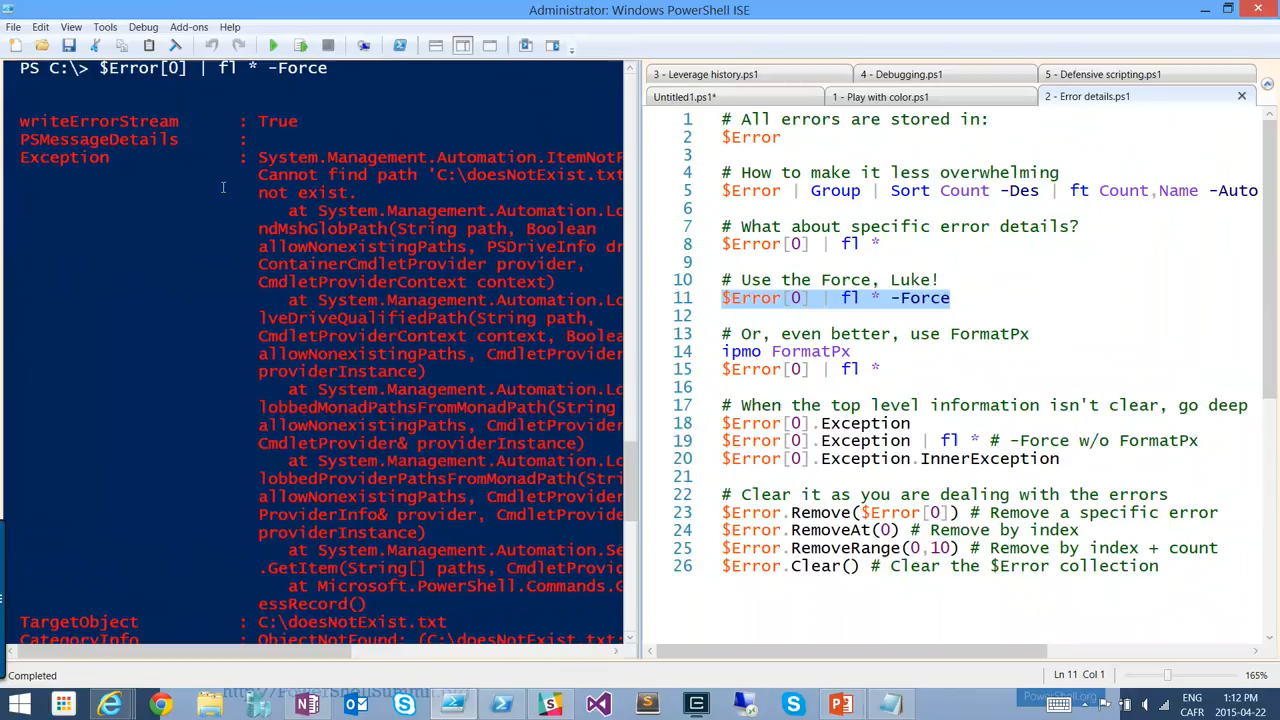 Administrator: Windows PowerShell ISE
File Edit View Tools Debug Add-ons Help
PS C:\> $Error[0] | fl * -Force
writeErrorStream : True
PSMessageDetails :
Exception : System.Management.Automation.ItemNotF
Cannot find path 'C:\doesNotExist.txt
not exist.
at System.Management.Automation.Lo
ndMshGlobPath(String path, Boolean
allowNonexistingPaths, PSDriveInfo dr
ContainerCmdletProvider provider,
CmdletProviderContext context)
at System.Management.Automation.Lo
lveDriveQualifiedPath(String path,
CmdletProviderContext context, Boolea
allowNonexistingPaths, CmdletProvider
providerInstance)
at System.Management.Automation.Lo
lobbedMonadPathsFromMonadPath(String
allowNonexistingPaths, CmdletProvider
CmdletProvider& providerInstance)
at System.Management.Automation.Lo
lobbedProviderPathsFromMonadPath(Stri
allowNonexistingPaths, CmdletProvider
ProviderInfo& provider, CmdletProvide
providerInstance)
at System.Management.Automation.Se
.GetItem(String[] paths, CmdletProvid
at Microsoft.PowerShell.Commands.G
essRecord()
TargetObject : C:\doesNotExist.txt
CategoryInfo : ObjectNotFound: (C:\doesNotExist.txt:
3 - Leverage history.ps1 4 - Debugging.ps1 5 - Defensive scripting.ps1
Untitled1.ps1* 1 - Play with color.ps1 2 - Error details.ps1
1 # All errors are stored in:
2 $Error
3
4 # How to make it less overwhelming
5 $Error | Group | Sort Count -Des | ft Count,Name -Auto
6
7 # What about specific error details?
8 $Error[0] | fl *
9
10 # Use the Force, Luke!
11 $Error[0] | fl * -Force
12
13 # Or, even better, use FormatPx
14 ipmo FormatPx
15 $Error[0] | fl *
16
17 # When the top level information isn't clear, go deep
18 $Error[0].Exception
19 $Error[0].Exception | fl * # -Force w/o FormatPx
20 $Error[0].Exception.InnerException
21
22 # Clear it as you are dealing with the errors
23 $Error.Remove($Error[0]) # Remove a specific error
24 $Error.RemoveAt(0) # Remove by index
25 $Error.RemoveRange(0,10) # Remove by index + count
26 $Error.Clear() # Clear the $Error collection
Completed Ln 11 Col 1 165%
PowerShell.org
ENG 1:12 PM
CAFR 2015-04-22